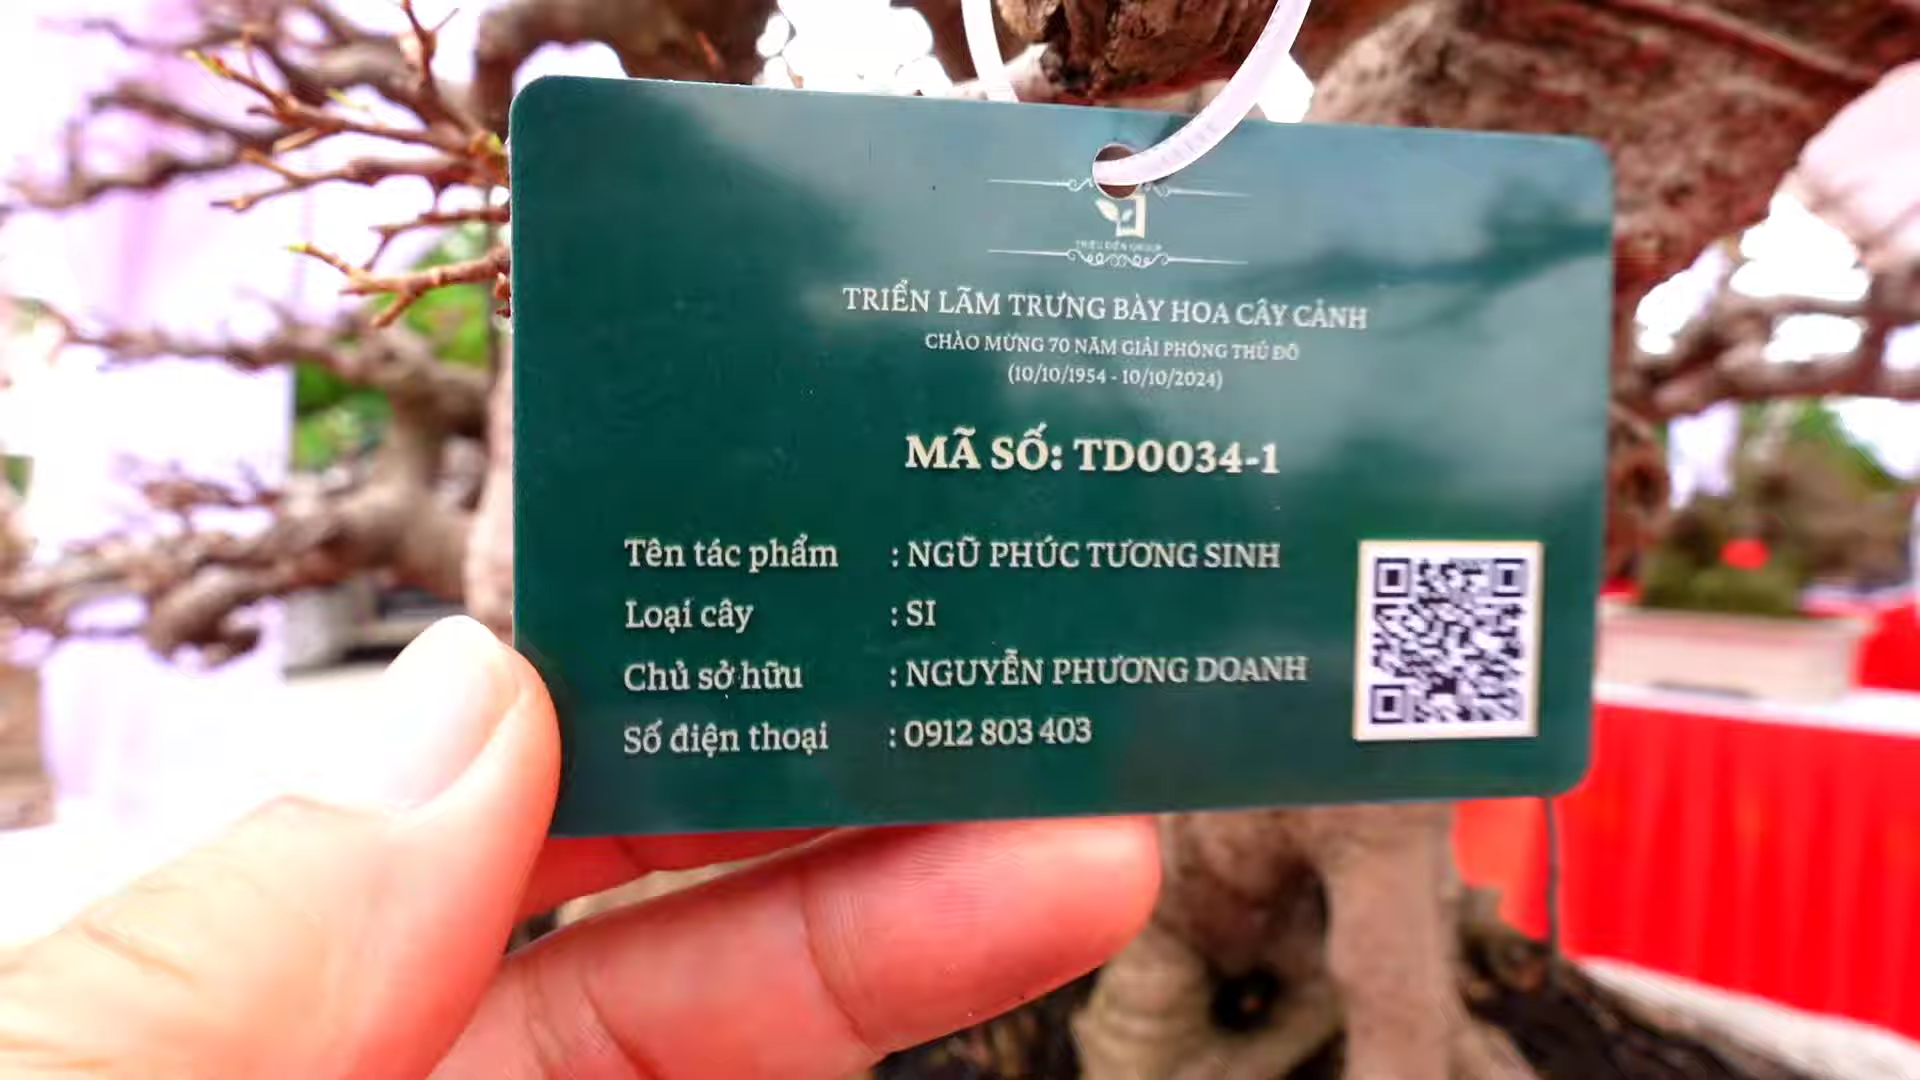 TRIỂN LÃM TRƯNG BÀY HOA CÂY CẢNH
CHÀO MỪNG 70 NĂM GIẢI PHÓNG THỦ ĐÔ
(10/10/1954 - 10/10/2024)
MÃ SỐ: TD0034-1
Tên tác phẩm : NGŨ PHÚC TƯƠNG SINH
Loại cây : SI
Chủ sở hữu : NGUYỄN PHƯƠNG DOANH
Số điện thoại : 0912 803 403